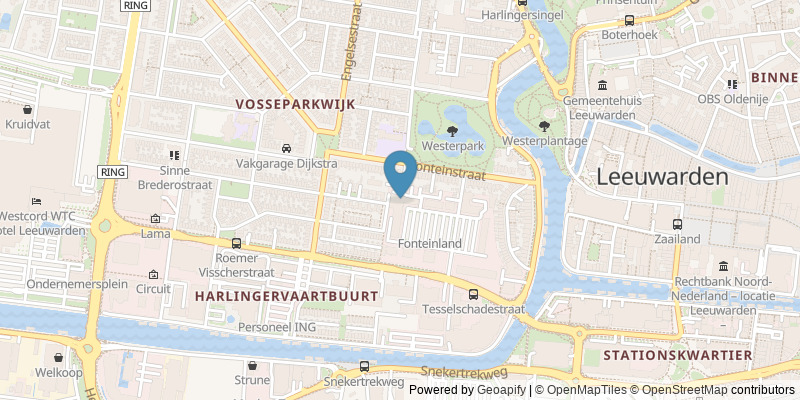 Prinsentuin
RING
Harlingersingel
Boterhoek
Engelsestraat
BINNE
OBS Oldenije
Gemeentehuis
Leeuwarden
VOSSEPARKWIJK
Kruidvat
Westerpark
Westerplantage
Vakgarage Dijkstra
Sinne
Brederostraat
RING
Fonteinstraat
Leeuwarden
Westcord WTC
Hotel Leeuwarden
Lama
Roemer
Visscherstraat
Fonteinland
Zaailand
Ondernemersplein
Circuit
HARLINGERVAARTBUURT
Tesselschadestraat
Rechtbank Noord-
Nederland – locatie
Leeuwarden
Personeel ING
STATIONSKWARTIER
Welkoop
Strune
Snekertrekweg
Snekertrekweg
He
Powered by Geoapify | © OpenMapTiles © OpenStreetMap contributors